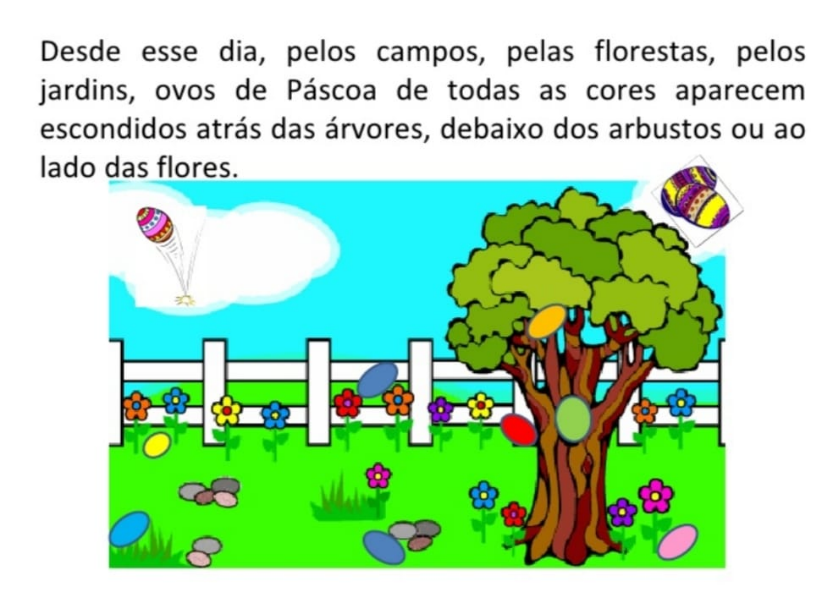 Desde esse dia, pelos campos, pelas florestas, pelos
jardins, ovos de Páscoa de todas as cores aparecem
escondidos atrás das árvores, debaixo dos arbustos ou ao
lado das flores.